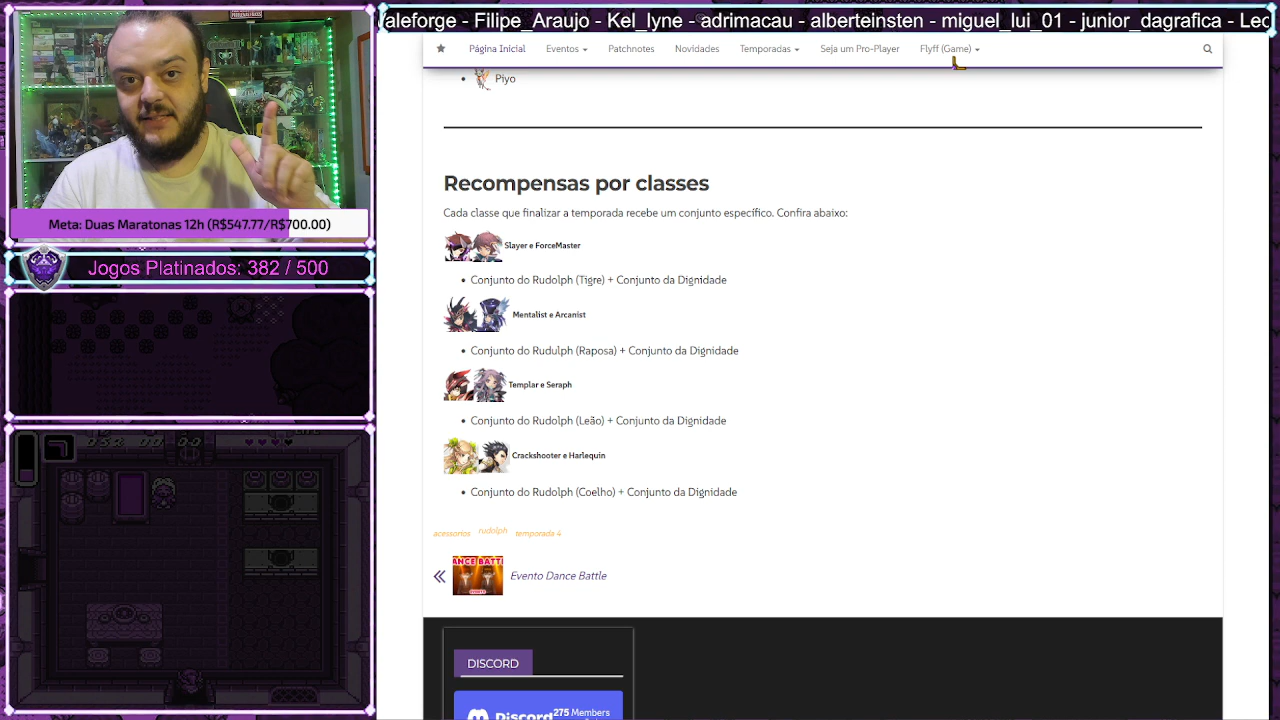 aleforge - Filipe_Araujo - Kel_lyne - adrimacau - alberteinsten - miguel_lui_01 - junior_dagrafica - Leo
Página Inicial Eventos Patchnotes Novidades Temporadas Seja um Pro-Player Flyff (Game)
Piyo
Meta: Duas Maratonas 12h (R$547.77/R$700.00)
Jogos Platinados: 382 / 500
Recompensas por classes
Cada classe que finalizar a temporada recebe um conjunto específico. Confira abaixo:
Slayer e ForceMaster
Conjunto do Rudolph (Tigre) + Conjunto da Dignidade
Mentalist e Arcanist
Conjunto do Rudulph (Raposa) + Conjunto da Dignidade
Templar e Seraph
Conjunto do Rudolph (Leão) + Conjunto da Dignidade
Crackshooter e Harlequin
Conjunto do Rudolph (Coelho) + Conjunto da Dignidade
acessorios rudolph temporada 4
DANCE BATTL
Evento Dance Battle
DISCORD
Discord 275 Members